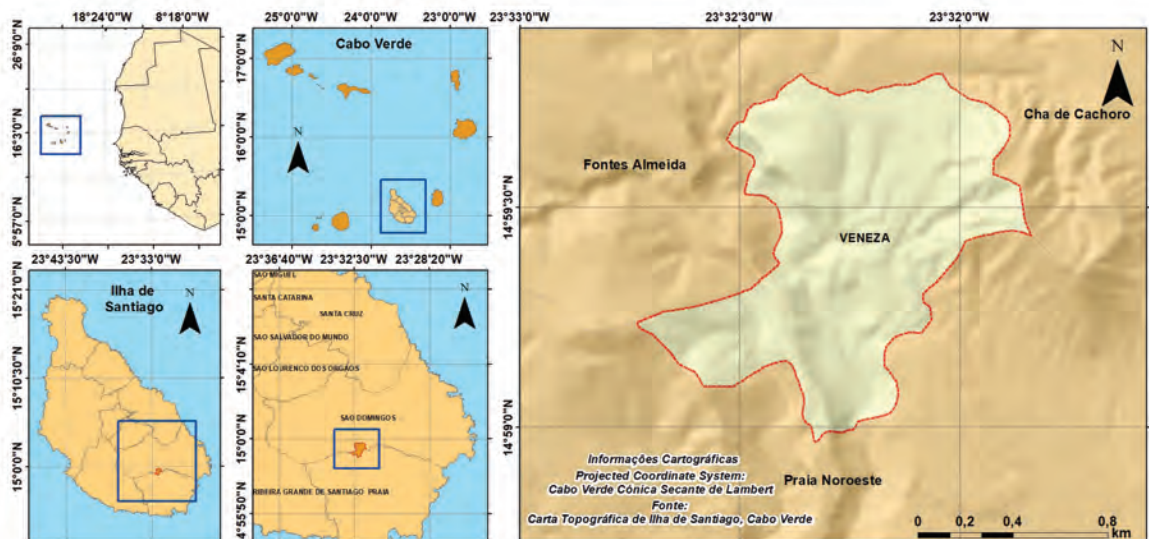 18°24'0"W 8°18'0"W
26°9'0"N
16°3'0"N
5°57'0"N
25°0'0"W 24°0'0"W 23°0'0"W
Cabo Verde
17°0'0"N
16°0'0"N
15°0'0"N
N
23°43'30"W 23°33'0"W
15°21'0"N
15°10'30"N
15°0'0"N
Ilha de
Santiago
N
23°36'40"W 23°32'30"W 23°28'20"W
SAO MIGUEL
SANTA CATARINA
SANTA CRUZ
SAO SALVADOR DO MUNDO
SAO LOURENCO DOS ORGAOS
SAO DOMINGOS
RIBEIRA GRANDE DE SANTIAGO PRAIA
15°4'10"N
15°0'0"N
4°55'50"N
N
23°33'0"W 23°32'30"W 23°32'0"W
14°59'30"N
14°59'0"N
N
Cha de Cachoro
Fontes Almeida
VENEZA
Praia Noroeste
Informações Cartográficas
Projected Coordinate System:
Cabo Verde Cónica Secante de Lambert
Fonte:
Carta Topográfica de Ilha de Santiago, Cabo Verde
0 0,2 0,4 0,8
km